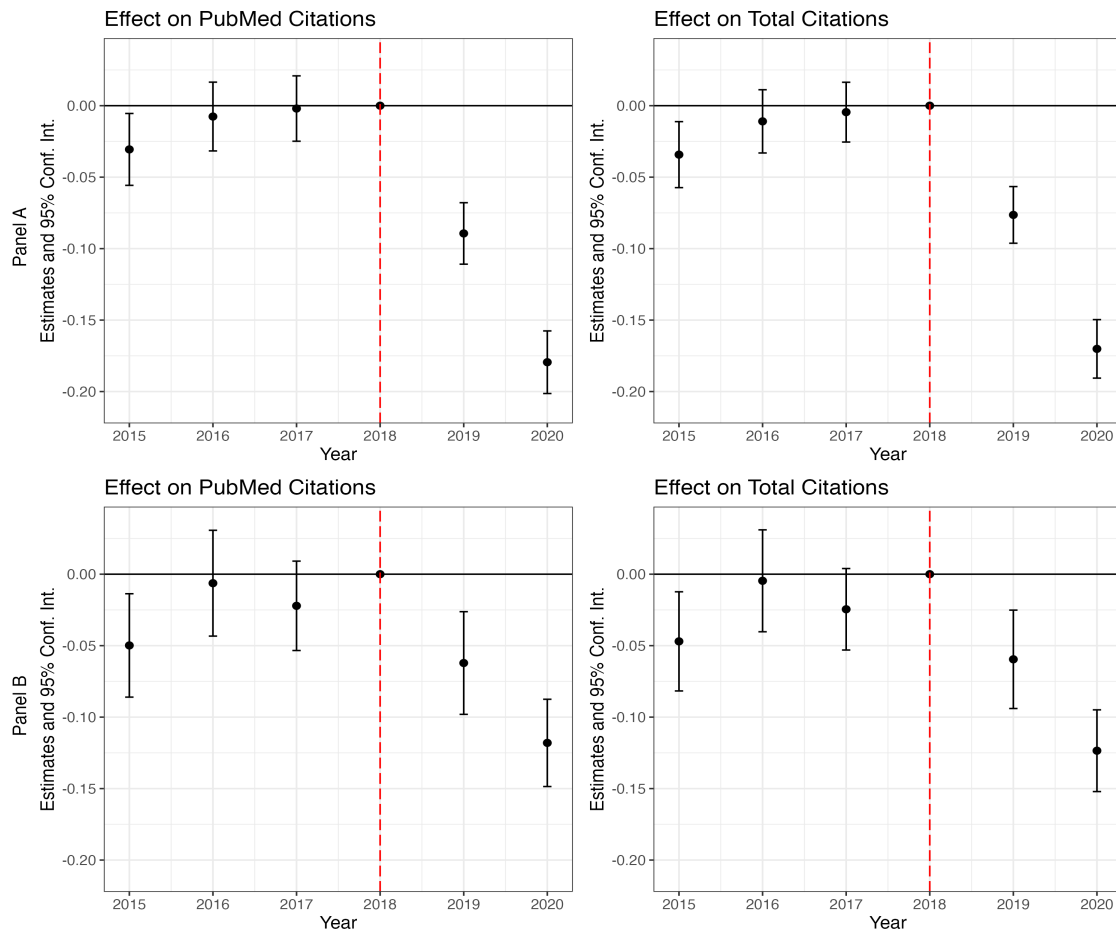 Effect on PubMed Citations
Panel A
Estimates and 95% Conf. Int.
0.00
-0.05
-0.10
-0.15
-0.20
2015 2016 2017 2018 2019 2020
Year
Effect on Total Citations
Estimates and 95% Conf. Int.
0.00
-0.05
-0.10
-0.15
-0.20
2015 2016 2017 2018 2019 2020
Year
Effect on PubMed Citations
Panel B
Estimates and 95% Conf. Int.
0.00
-0.05
-0.10
-0.15
-0.20
2015 2016 2017 2018 2019 2020
Year
Effect on Total Citations
Estimates and 95% Conf. Int.
0.00
-0.05
-0.10
-0.15
-0.20
2015 2016 2017 2018 2019 2020
Year